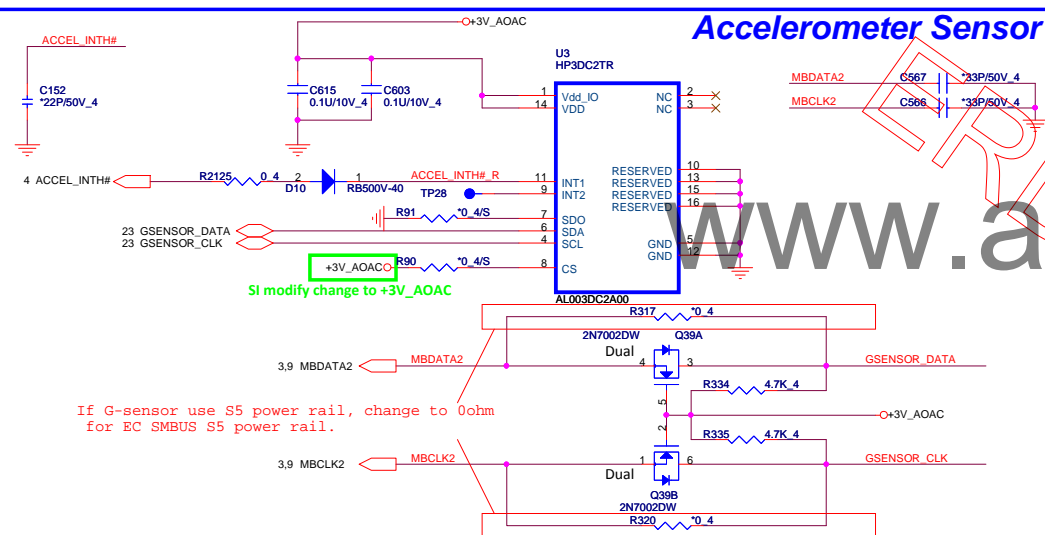 Accelerometer Sensor
+3V_AOAC
ACCEL_INTH#
C152
*22P/50V_4
C615
0.1U/10V_4
C603
0.1U/10V_4
U3
HP3DC2TR
1 Vdd_IO
14 VDD
NC 2
NC 3
MBDATA2
C567
*33P/50V_4
MBCLK2
C566
*33P/50V_4
RESERVED 10
RESERVED 13
RESERVED 15
RESERVED 16
4 ACCEL_INTH#
R2125 0_4
2 D10 1
RB500V-40
ACCEL_INTH#_R
11 INT1
TP28
9 INT2
R91 *0_4/S
7 SDO
23 GSENSOR_DATA
6 SDA
23 GSENSOR_CLK
4 SCL
GND 5
GND 12
+3V_AOAC
R90 *0_4/S
8 CS
SI modify change to +3V_AOAC
AL003DC2A00
www.a
ER
R317 *0_4
2N7002DW Q39A
Dual
3,9 MBDATA2
MBDATA2
4 3
5
GSENSOR_DATA
R334 4.7K_4
If G-sensor use S5 power rail, change to 0ohm
for EC SMBUS S5 power rail.
+3V_AOAC
2
R335 4.7K_4
3,9 MBCLK2
MBCLK2
1 6
GSENSOR_CLK
Dual
Q39B
2N7002DW
R320 *0_4